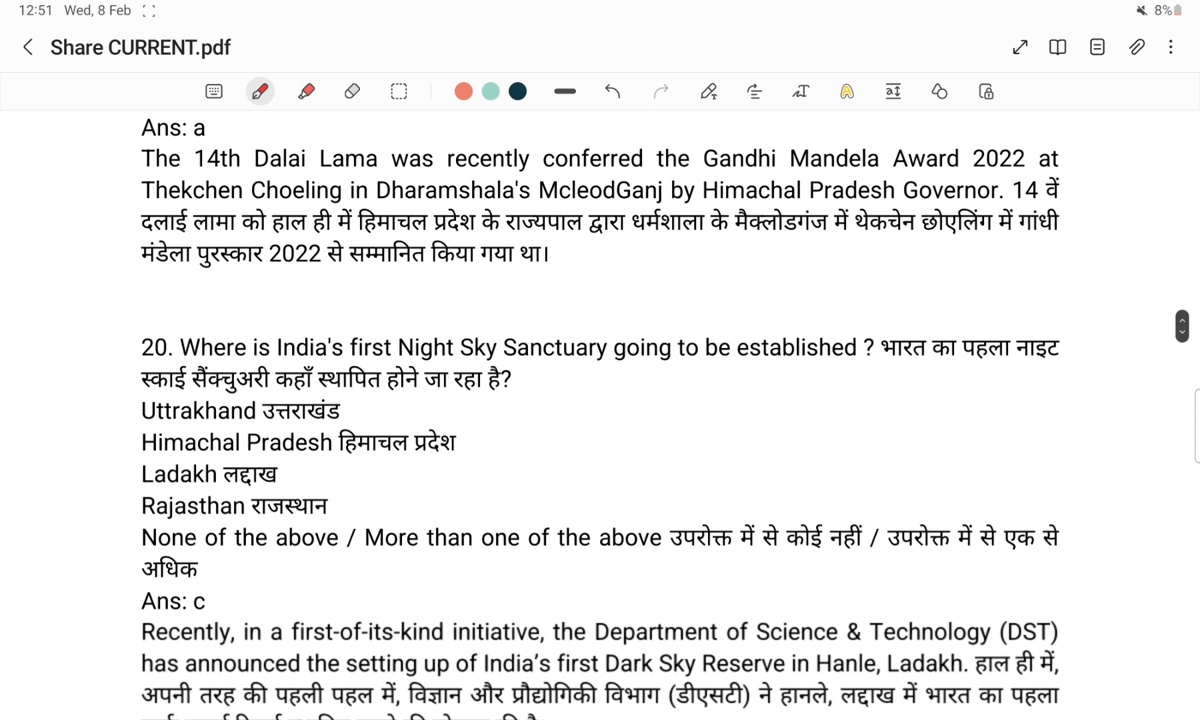 12:51 Wed, 8 Feb
8%
Share CURRENT.pdf
Ans: a
The 14th Dalai Lama was recently conferred the Gandhi Mandela Award 2022 at
Thekchen Choeling in Dharamshala's McleodGanj by Himachal Pradesh Governor. 14 वें
दलाई लामा को हाल ही में हिमाचल प्रदेश के राज्यपाल द्वारा धर्मशाला के मैक्लोडगंज में थेकचेन छोएलिंग में गांधी
मंडेला पुरस्कार 2022 से सम्मानित किया गया था।
20. Where is India's first Night Sky Sanctuary going to be established ? भारत का पहला नाइट
स्काई सैंक्चुअरी कहाँ स्थापित होने जा रहा है?
Uttrakhand उत्तराखंड
Himachal Pradesh हिमाचल प्रदेश
Ladakh लद्दाख
Rajasthan राजस्थान
None of the above / More than one of the above उपरोक्त में से कोई नहीं / उपरोक्त में से एक से
अधिक
Ans: c
Recently, in a first-of-its-kind initiative, the Department of Science & Technology (DST)
has announced the setting up of India’s first Dark Sky Reserve in Hanle, Ladakh. हाल ही में,
अपनी तरह की पहली पहल में, विज्ञान और प्रौद्योगिकी विभाग (डीएसटी) ने हानले, लद्दाख में भारत का पहला